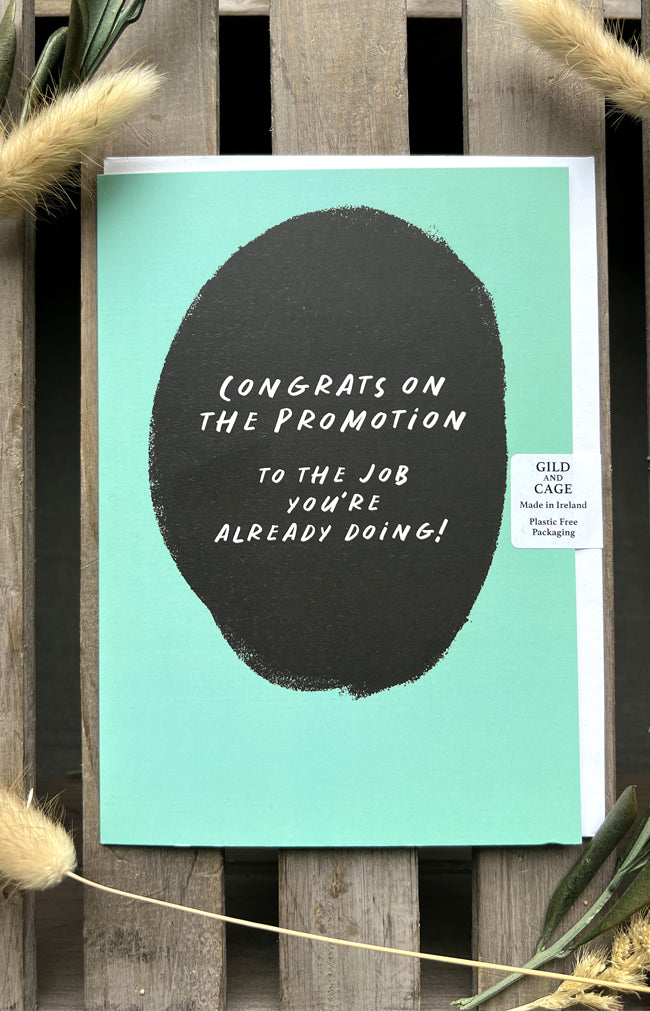 CONGRATS ON
THE PROMOTION
TO THE JOB
YOU'RE
ALREADY DOING!
GILD
AND
CAGE
Made in Ireland
Plastic Free
Packaging